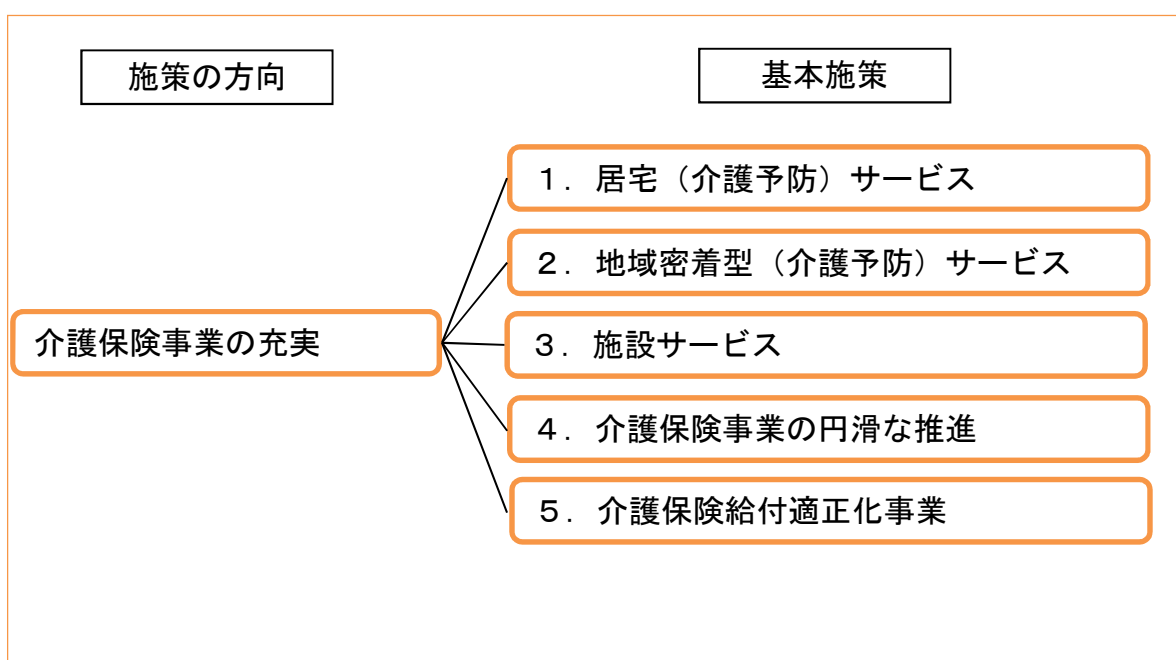 施策の方向
基本施策
介護保険事業の充実
１．居宅（介護予防）サービス
２．地域密着型（介護予防）サービス
３．施設サービス
４．介護保険事業の円滑な推進
５．介護保険給付適正化事業